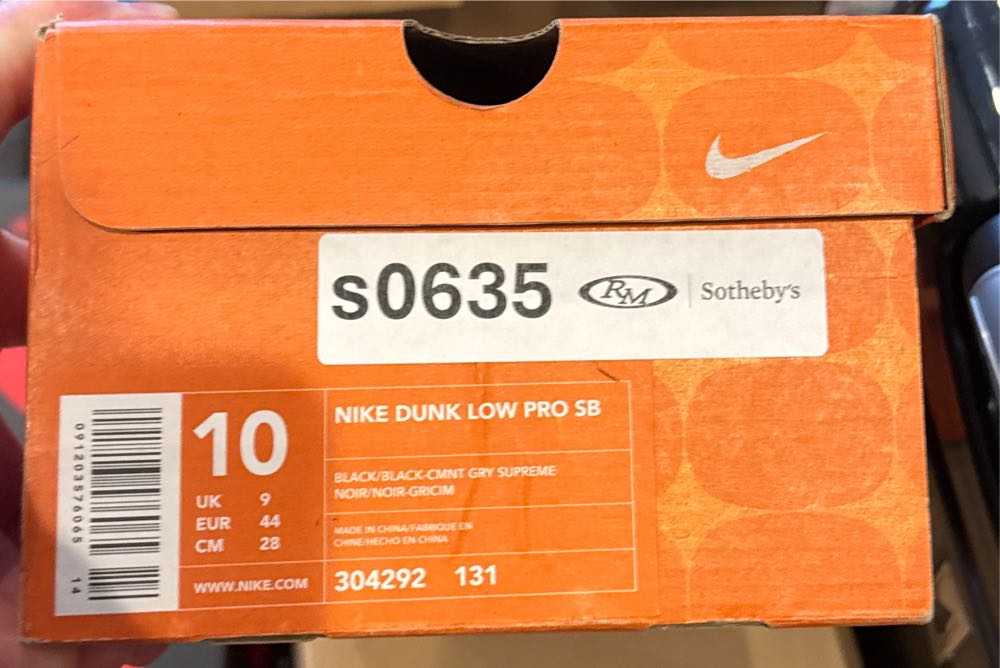 s0635 RM Sotheby's
NIKE DUNK LOW PRO SB
BLACK/BLACK-CMNT GRY SUPREME
NOIR/NOIR-GRICIM
MADE IN CHINA/FABRIQUE EN
CHINE/HECHO EN CHINA
304292 131
10
UK 9
EUR 44
CM 28
WWW.NIKE.COM
091203576065 14